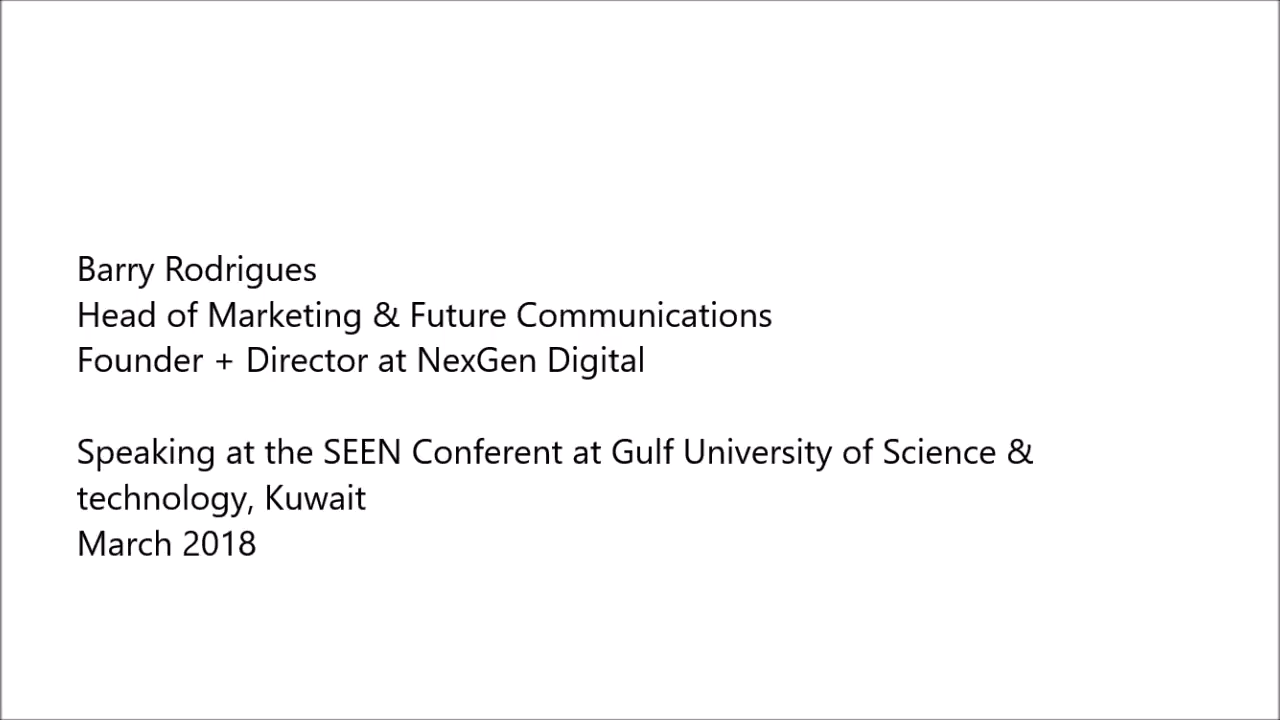 Barry Rodrigues
Head of Marketing & Future Communications
Founder + Director at NexGen Digital
Speaking at the SEEN Conferent at Gulf University of Science &
technology, Kuwait
March 2018